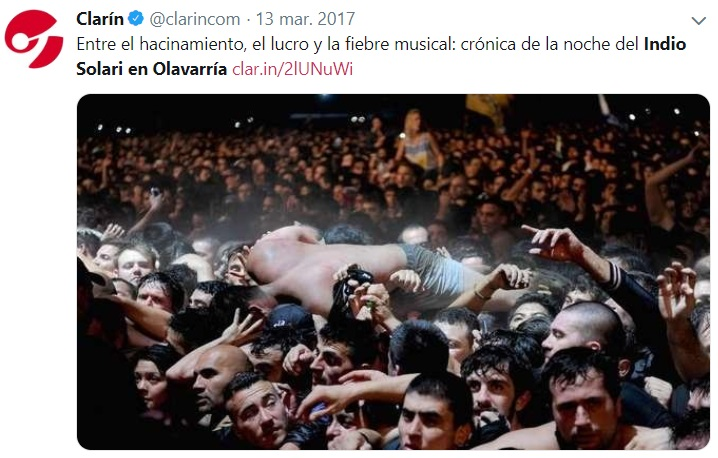 Clarín @clarincom · 13 mar. 2017
Entre el hacinamiento, el lucro y la fiebre musical: crónica de la noche del Indio
Solari en Olavarría clar.in/2lUNuWi